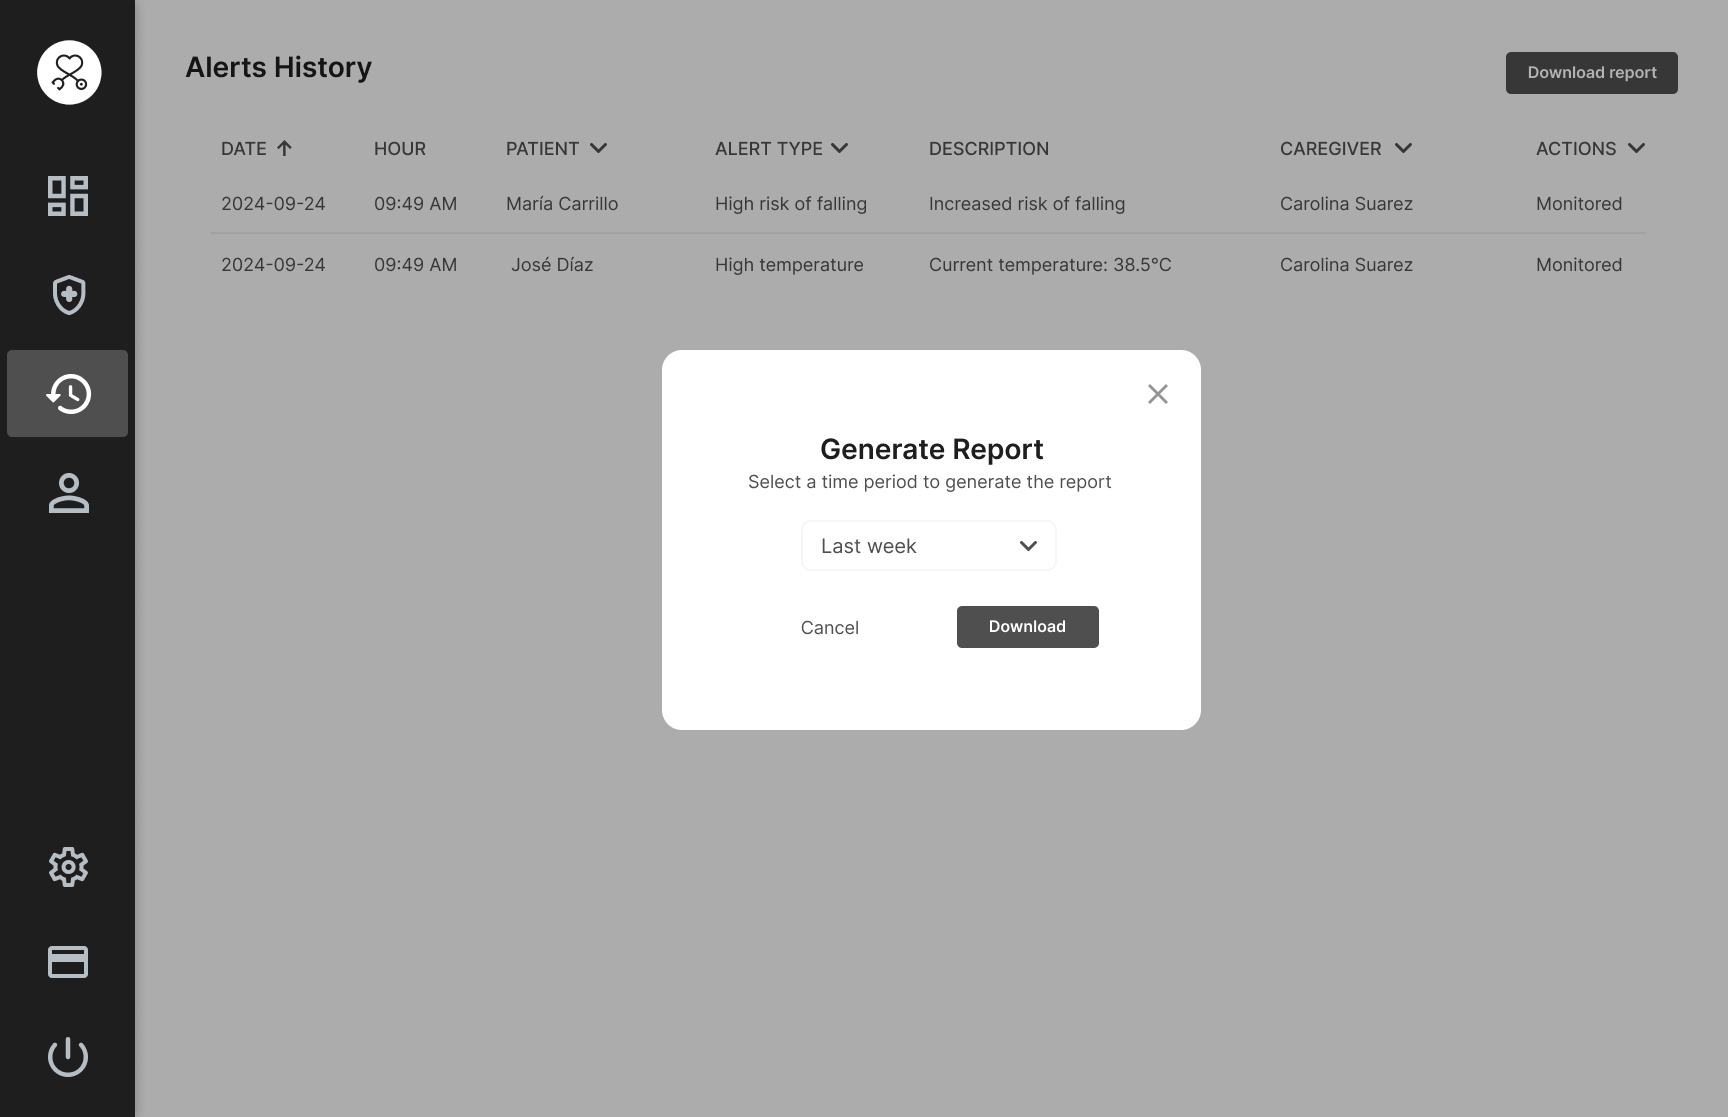 Alerts History
Download report
DATE HOUR PATIENT ALERT TYPE DESCRIPTION CAREGIVER ACTIONS
2024-09-24 09:49 AM María Carrillo High risk of falling Increased risk of falling Carolina Suarez Monitored
2024-09-24 09:49 AM José Díaz High temperature Current temperature: 38.5°C Carolina Suarez Monitored
Generate Report
Select a time period to generate the report
Last week
Cancel Download